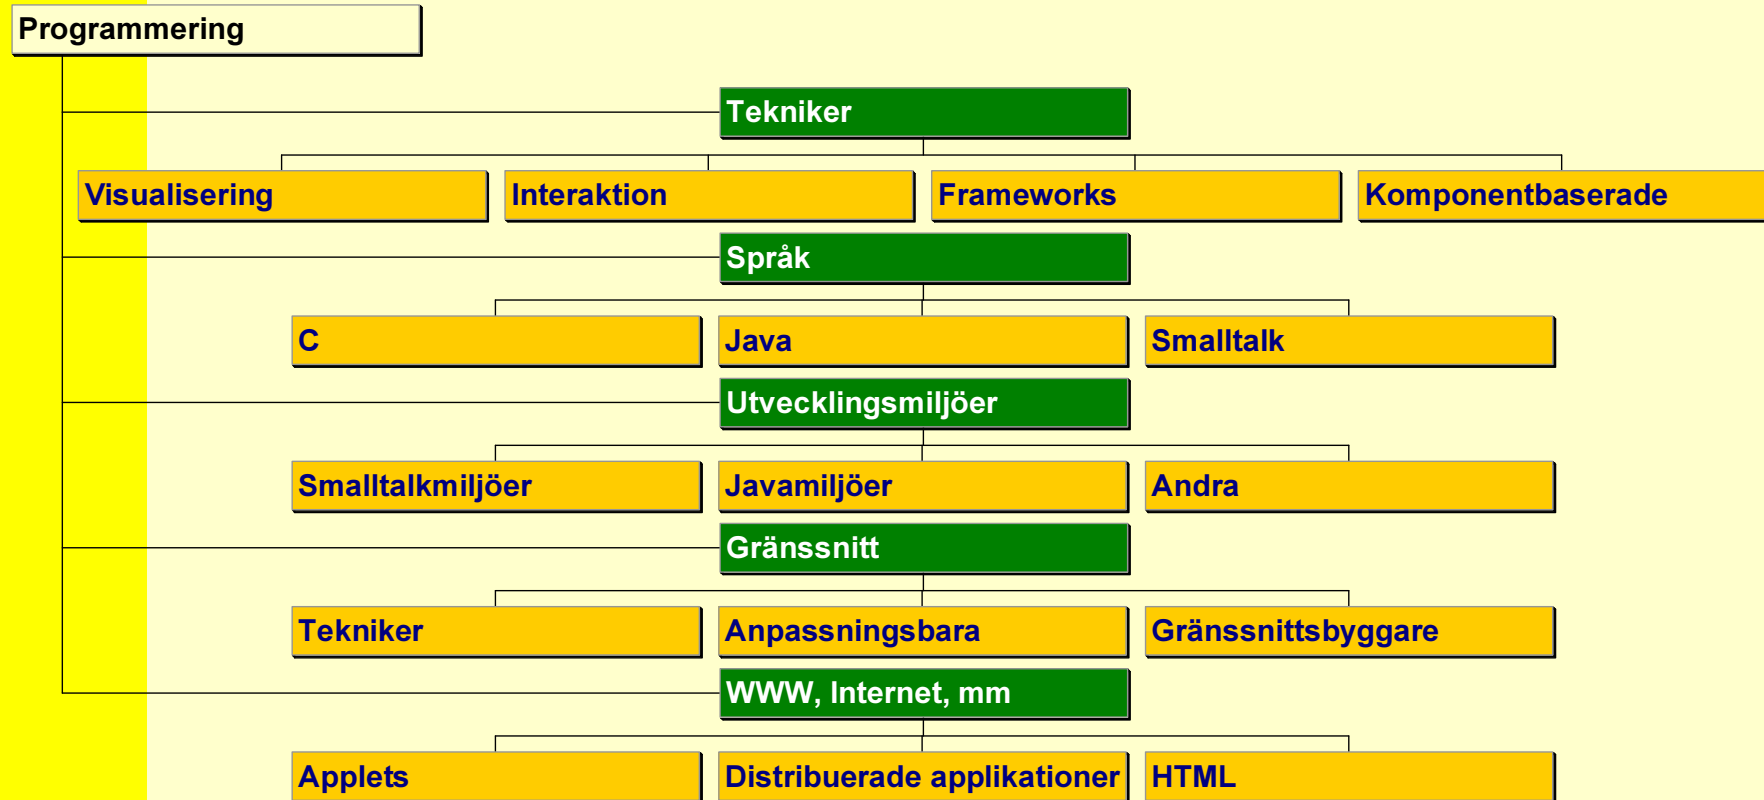 Programmering
Tekniker
Visualisering
Interaktion
Frameworks
Komponentbaserade
Språk
C
Java
Smalltalk
Utvecklingsmiljöer
Smalltalkmiljöer
Javamiljöer
Andra
Gränssnitt
Tekniker
Anpassningsbara
Gränssnittsbyggare
WWW, Internet, mm
Applets
Distribuerade applikationer
HTML